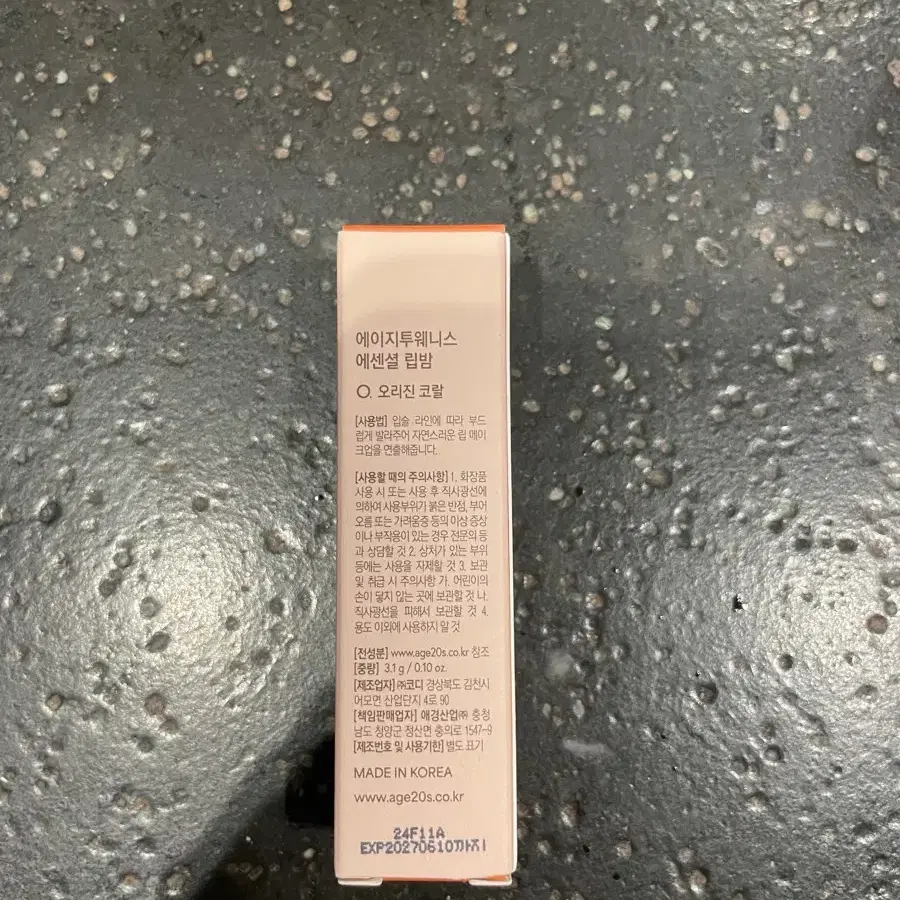 에이지투웨니스
에센셜 립밤
O. 오리진 코랄
[사용법] 입술 라인에 따라 부드
럽게 발라주어 자연스러운 립 메이
크업을 연출해줍니다.
[사용할 때의 주의사항] 1. 화장품
사용 시 또는 사용 후 직사광선에
의하여 사용부위가 붉은 반점, 부어
오름 또는 가려움증 등의 이상 증상
이나 부작용이 있는 경우 전문의 등
과 상담할 것 2. 상처가 있는 부위
등에는 사용을 자제할 것 3. 보관
및 취급 시 주의사항 가. 어린이의
손이 닿지 않는 곳에 보관할 것 나.
직사광선을 피해서 보관할 것 4.
용도 이외에 사용하지 말 것
[전성분] www.age20s.co.kr 참조
[중량] 3.1 g / 0.10 oz.
[제조업자] ㈜코디 경상북도 김천시
어모면 산업단지 4로 90
[책임판매업자] 애경산업㈜ 충청
남도 청양군 정산면 충의로 1547-9
[제조번호 및 사용기한] 별도 표기
MADE IN KOREA
www.age20s.co.kr
24F11A
EXP20270610까지